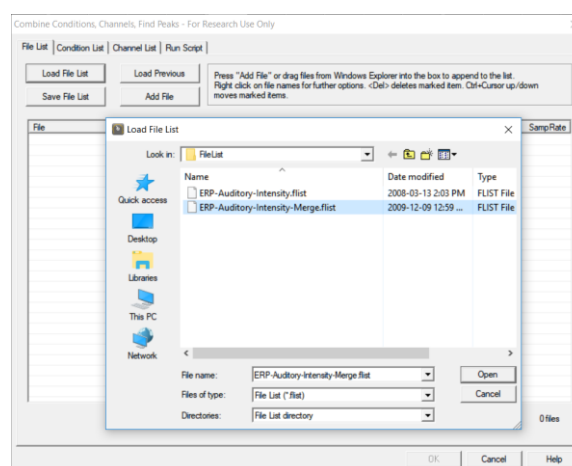 Combine Conditions, Channels, Find Peaks - For Research Use Only
File List Condition List Channel List Run Script
Load File List Load Previous
Save File List Add File
Press "Add File" or drag files from Windows Explorer into the box to append to the list.
Right click on file names for further options. <Del> deletes marked item. Ctrl+Cursor up/down
moves marked items.
File SampRate
Load File List
Look in: FileList
Name Date modified Type
ERP-Auditory-Intensity.flist 2008-03-13 2:03 PM FLIST File
ERP-Auditory-Intensity-Merge.flist 2009-12-09 12:59 ... FLIST File
Quick access
Desktop
Libraries
This PC
Network
File name: ERP-Auditory-Intensity-Merge.flist Open
Files of type: File List (*.flist) Cancel
Directories: File List directory
0 files
OK Cancel Help